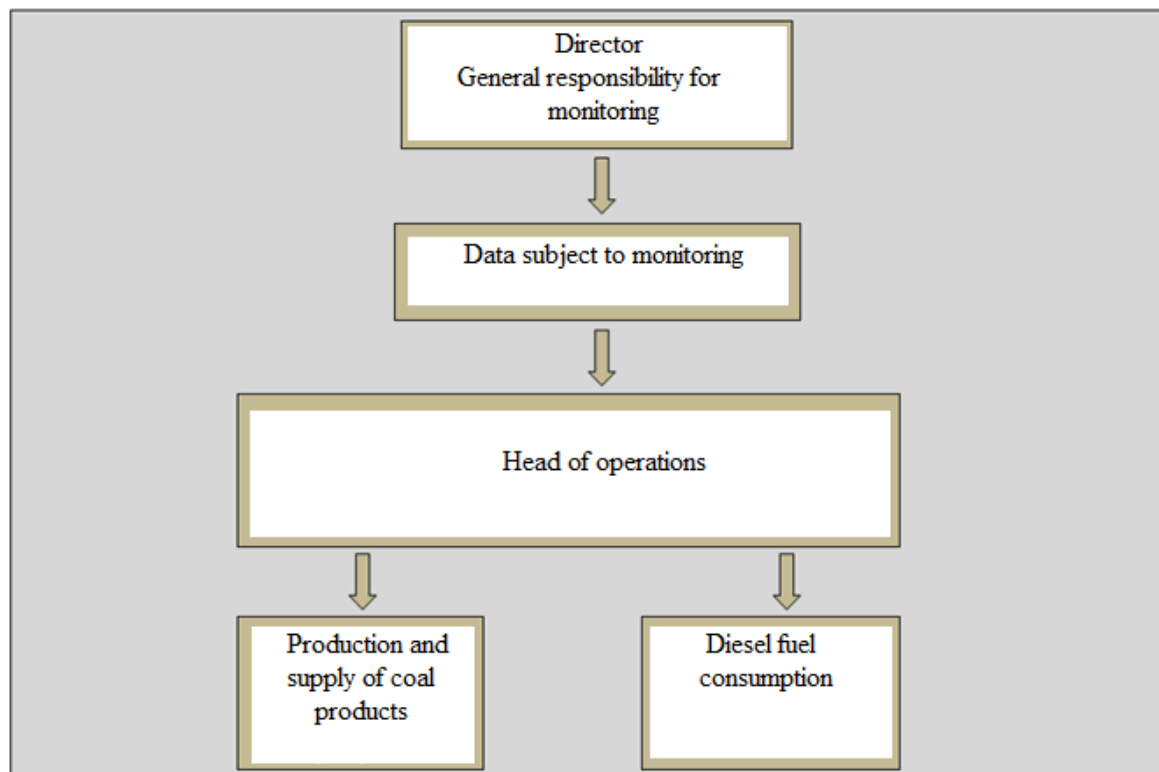 Director
General responsibility for
monitoring
Data subject to monitoring
Head of operations
Production and
supply of coal
products
Diesel fuel
consumption